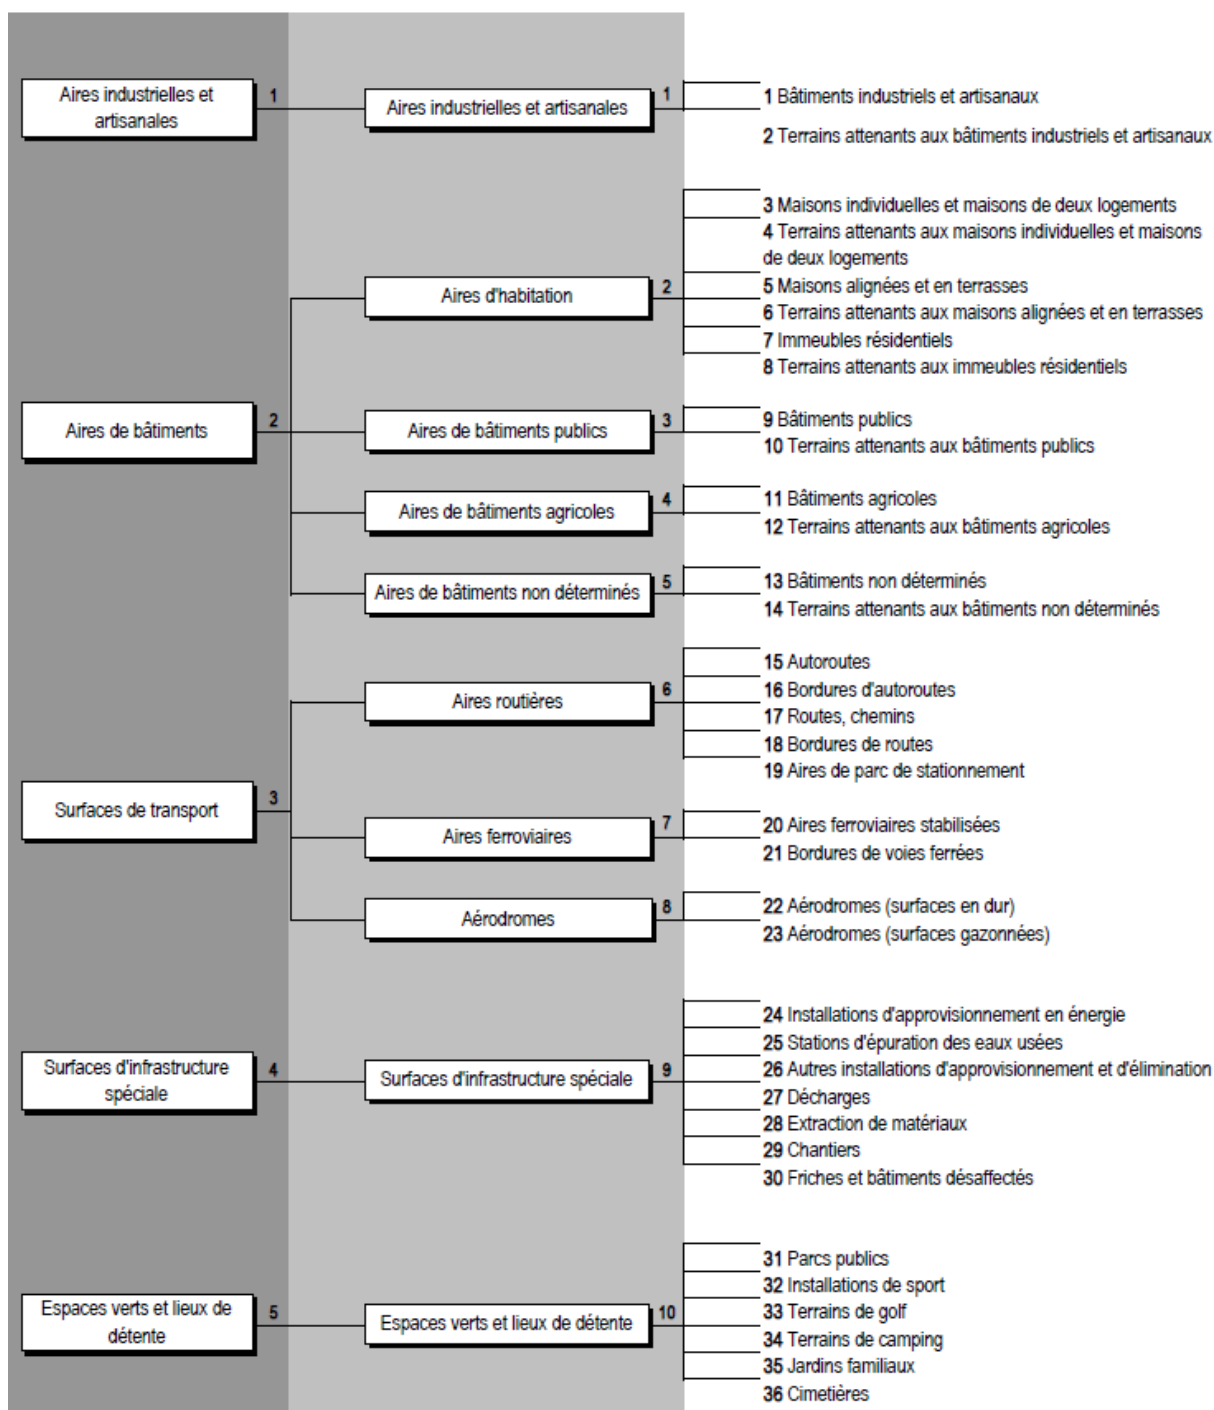 Aires industrielles et
artisanales
1
Aires industrielles et artisanales
1
1 Bâtiments industriels et artisanaux
2 Terrains attenants aux bâtiments industriels et artisanaux
3 Maisons individuelles et maisons de deux logements
4 Terrains attenants aux maisons individuelles et maisons
de deux logements
Aires d'habitation
2
5 Maisons alignées et en terrasses
6 Terrains attenants aux maisons alignées et en terrasses
7 Immeubles résidentiels
8 Terrains attenants aux immeubles résidentiels
Aires de bâtiments
2
Aires de bâtiments publics
3
9 Bâtiments publics
10 Terrains attenants aux bâtiments publics
Aires de bâtiments agricoles
4
11 Bâtiments agricoles
12 Terrains attenants aux bâtiments agricoles
Aires de bâtiments non déterminés
5
13 Bâtiments non déterminés
14 Terrains attenants aux bâtiments non déterminés
Aires routières
6
15 Autoroutes
16 Bordures d'autoroutes
17 Routes, chemins
18 Bordures de routes
19 Aires de parc de stationnement
Surfaces de transport
3
Aires ferroviaires
7
20 Aires ferroviaires stabilisées
21 Bordures de voies ferrées
Aérodromes
8
22 Aérodromes (surfaces en dur)
23 Aérodromes (surfaces gazonnées)
Surfaces d'infrastructure
spéciale
4
Surfaces d'infrastructure spéciale
9
24 Installations d'approvisionnement en énergie
25 Stations d'épuration des eaux usées
26 Autres installations d'approvisionnement et d'élimination
27 Décharges
28 Extraction de matériaux
29 Chantiers
30 Friches et bâtiments désaffectés
Espaces verts et lieux de
détente
5
Espaces verts et lieux de détente
10
31 Parcs publics
32 Installations de sport
33 Terrains de golf
34 Terrains de camping
35 Jardins familiaux
36 Cimetières